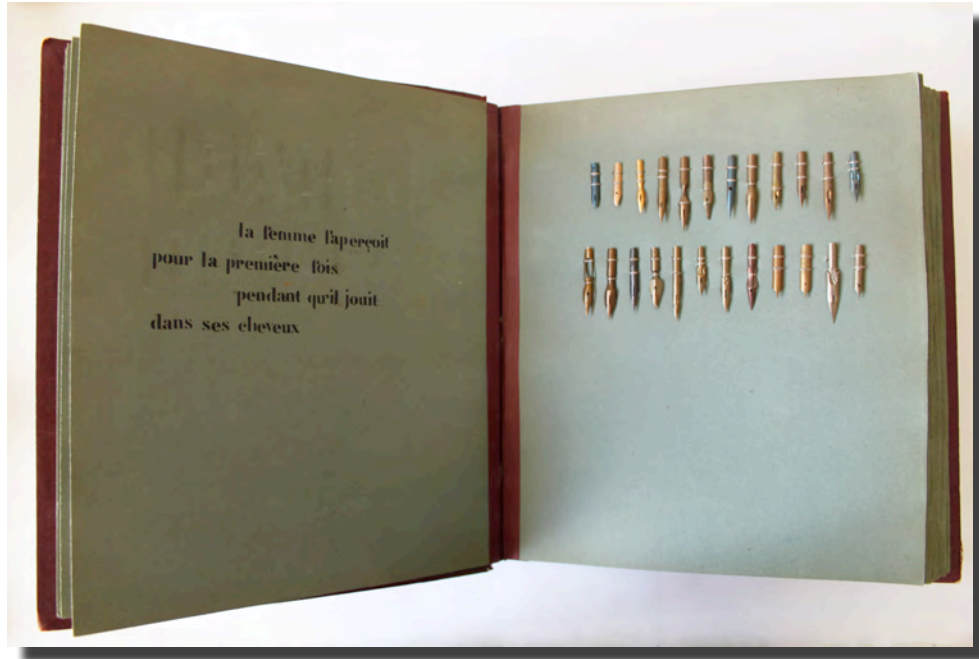 la femme l'aperçoit
pour la première fois
pendant qu'il jouit
dans ses cheveux